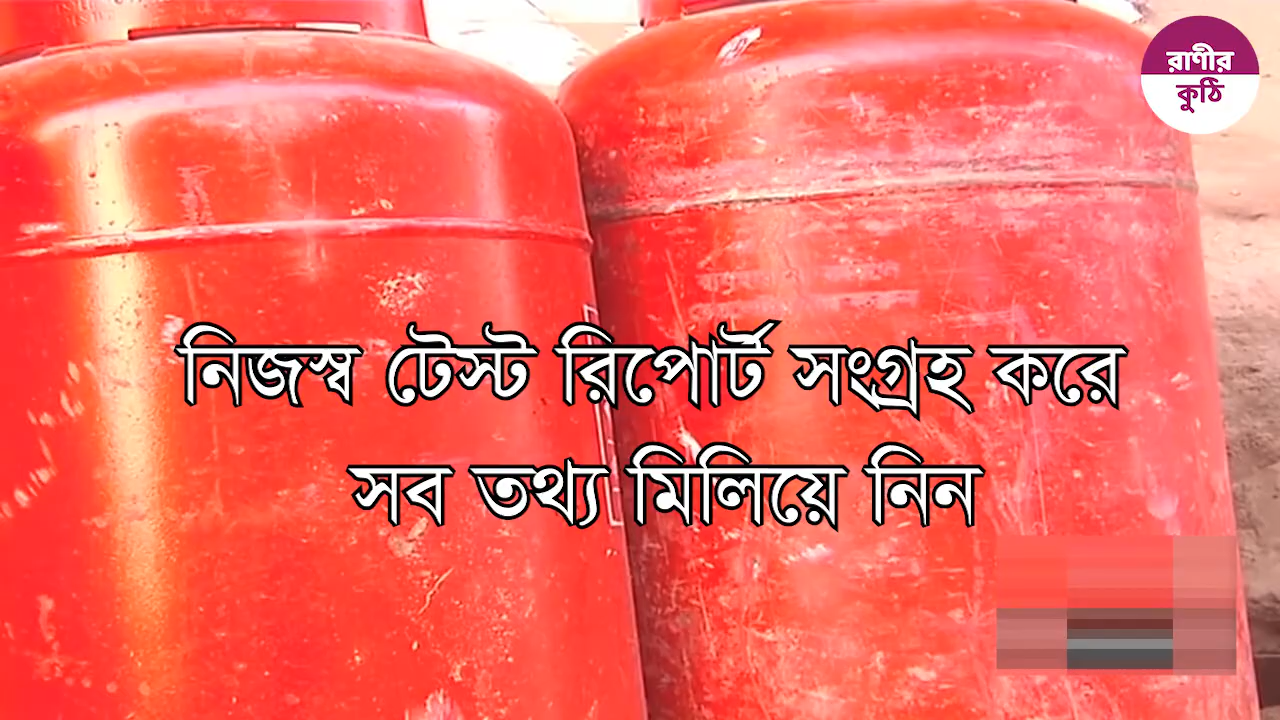 রাণীর
কুঠি
নিজস্ব টেস্ট রিপোর্ট সংগ্রহ করে
সব তথ্য মিলিয়ে নিন